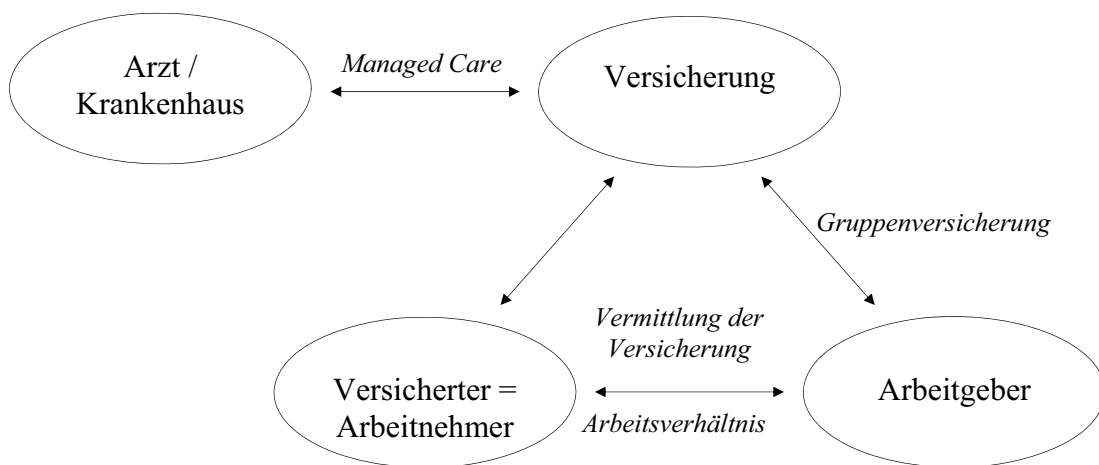 Arzt /
Krankenhaus
Managed Care
Versicherung
Gruppenversicherung
Vermittlung der
Versicherung
Versicherter =
Arbeitnehmer
Arbeitsverhältnis
Arbeitgeber